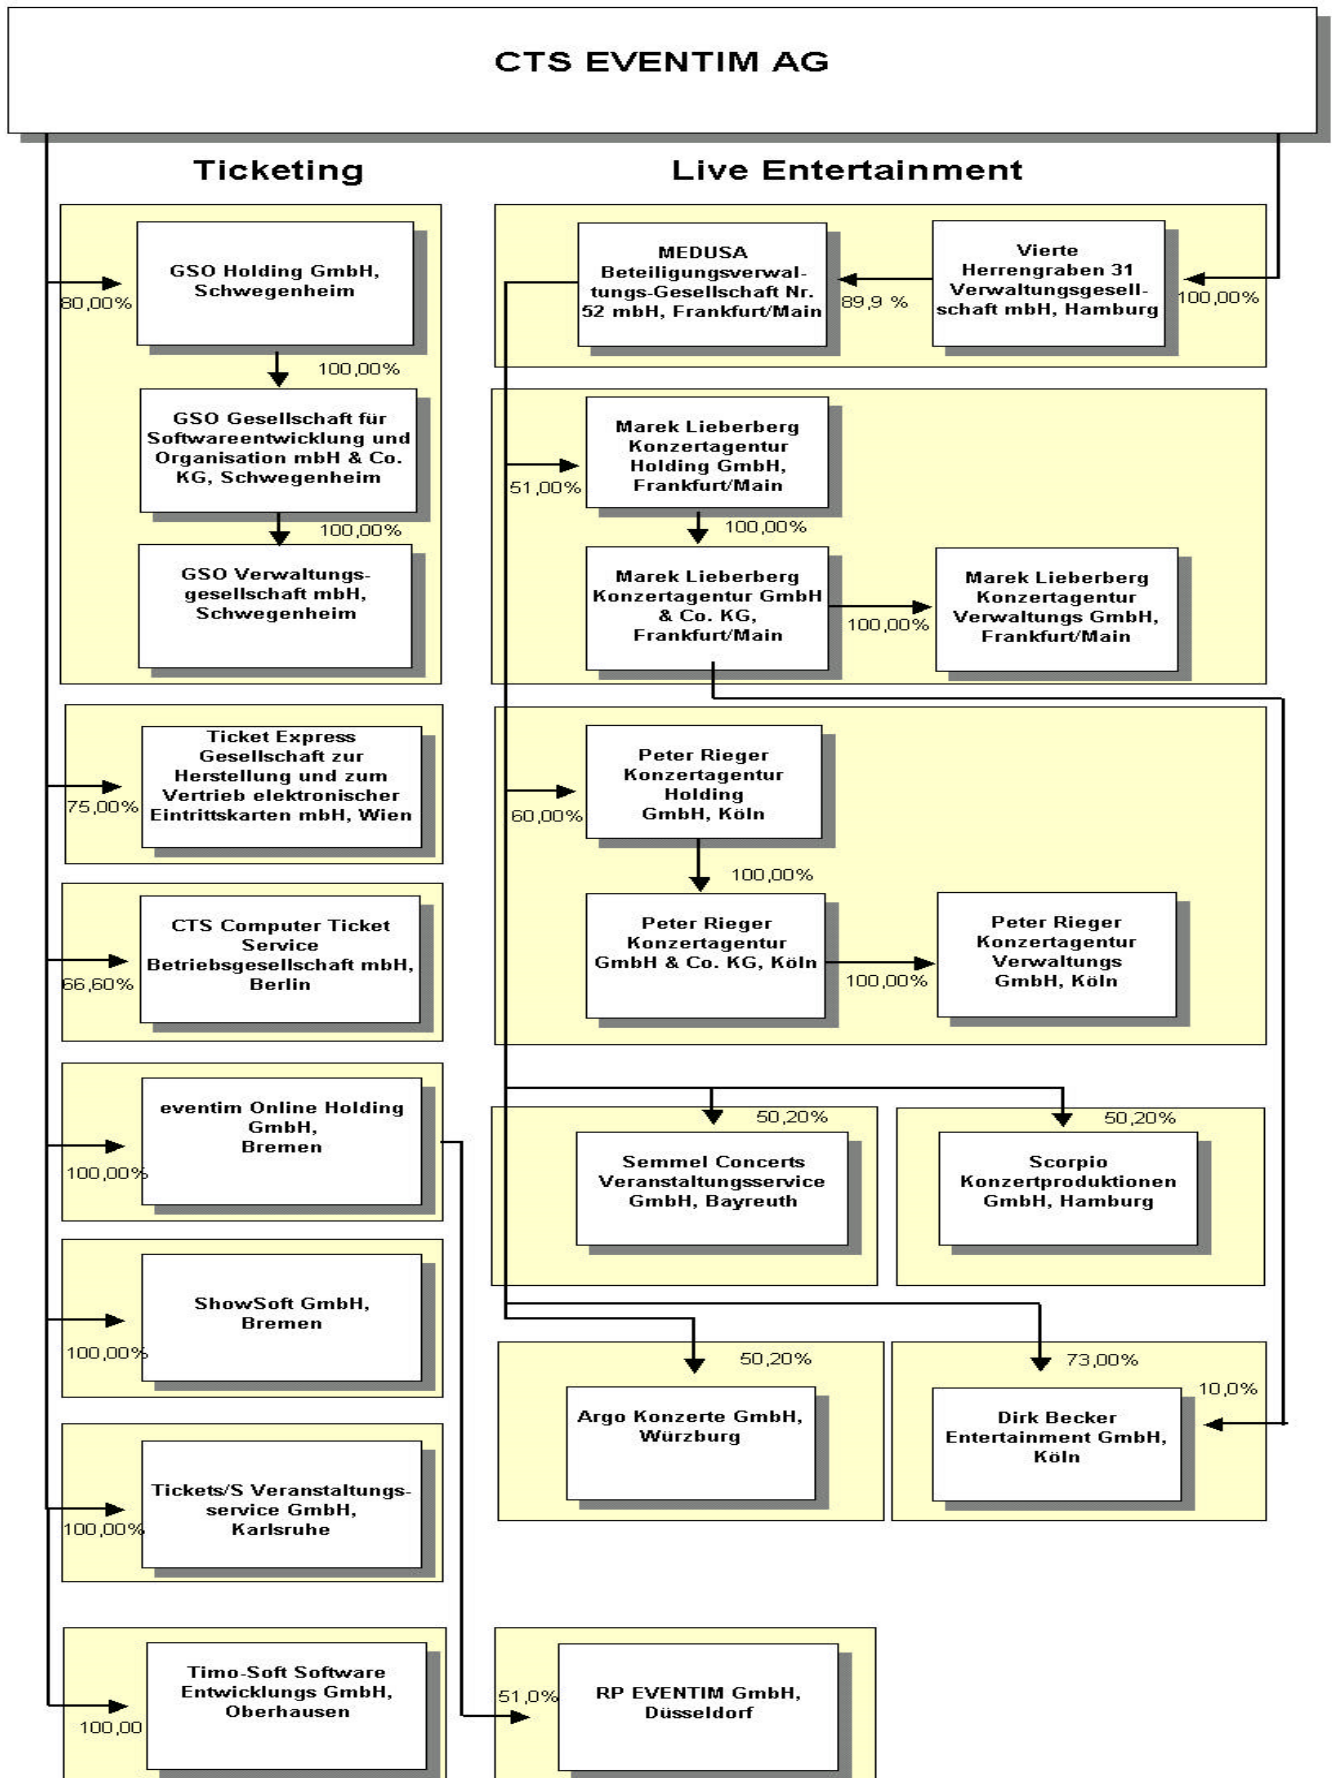 CTS EVENTIM AG
Ticketing
Live Entertainment
GSO Holding GmbH,
Schwegenheim
80,00%
100,00%
GSO Gesellschaft für
Softwareentwicklung und
Organisation mbH & Co.
KG, Schwegenheim
100,00%
GSO Verwaltungs-
gesellschaft mbH,
Schwegenheim
Ticket Express
Gesellschaft zur
Herstellung und zum
Vertrieb elektronischer
Eintrittskarten mbH, Wien
75,00%
CTS Computer Ticket
Service
Betriebsgesellschaft mbH,
Berlin
66,60%
eventim Online Holding
GmbH,
Bremen
100,00%
ShowSoft GmbH,
Bremen
100,00%
Tickets/S Veranstaltungs-
service GmbH,
Karlsruhe
100,00%
Timo-Soft Software
Entwicklungs GmbH,
Oberhausen
100,00
MEDUSA
Beteiligungsverwal-
tungs-Gesellschaft Nr.
52 mbH, Frankfurt/Main
89,9 %
Vierte
Herrengraben 31
Verwaltungsgesell-
schaft mbH, Hamburg
100,00%
Marek Lieberberg
Konzertagentur
Holding GmbH,
Frankfurt/Main
51,00%
100,00%
Marek Lieberberg
Konzertagentur GmbH
& Co. KG,
Frankfurt/Main
100,00%
Marek Lieberberg
Konzertagentur
Verwaltungs GmbH,
Frankfurt/Main
Peter Rieger
Konzertagentur
Holding
GmbH, Köln
60,00%
100,00%
Peter Rieger
Konzertagentur
GmbH & Co. KG, Köln
100,00%
Peter Rieger
Konzertagentur
Verwaltungs
GmbH, Köln
50,20%
Semmel Concerts
Veranstaltungsservice
GmbH, Bayreuth
50,20%
Scorpio
Konzertproduktionen
GmbH, Hamburg
50,20%
Argo Konzerte GmbH,
Würzburg
73,00%
10,0%
Dirk Becker
Entertainment GmbH,
Köln
51,0%
RP EVENTIM GmbH,
Düsseldorf